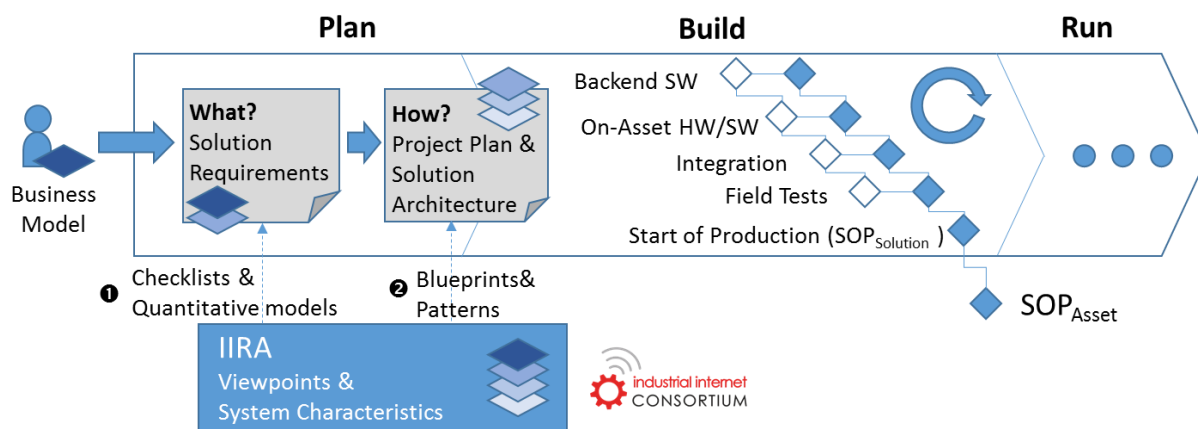 Plan
Build
Run
What?
Solution
Requirements
How?
Project Plan &
Solution
Architecture
Business
Model
Backend SW
On-Asset HW/SW
Integration
Field Tests
Start of Production (SOPSolution )
SOPAsset
❶ Checklists &
Quantitative models
❷ Blueprints&
Patterns
IIRA
Viewpoints &
System Characteristics
industrial internet
CONSORTIUM